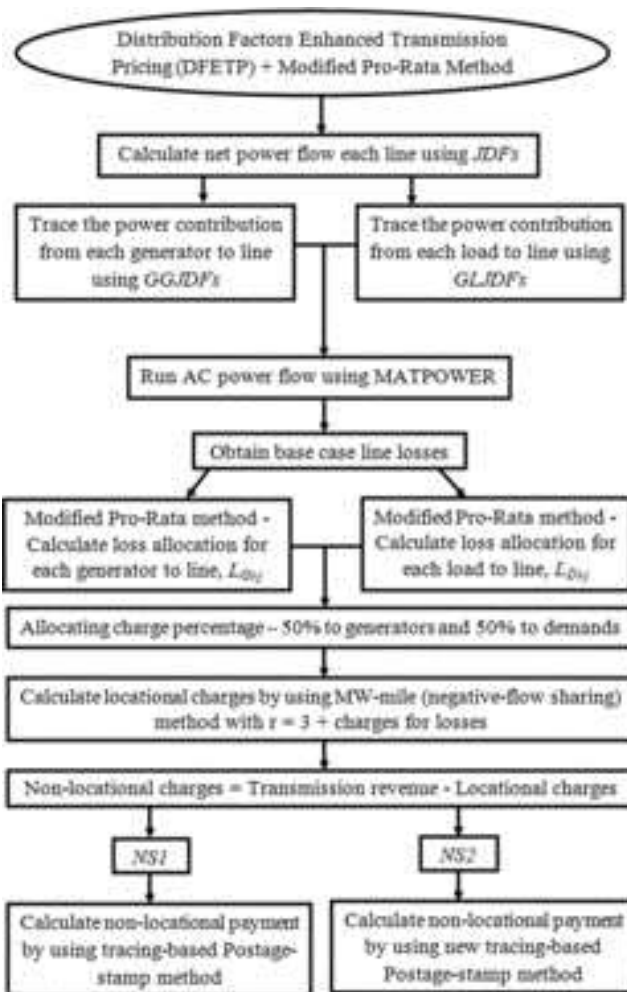 Distribution Factors Enhanced Transmission
Pricing (DFETP) + Modified Pro-Rata Method
Calculate net power flow each line using JDFs
Trace the power contribution
from each generator to line
using GGJDFs
Trace the power contribution
from each load to line using
GLJDFs
Run AC power flow using MATPOWER
Obtain base case line losses
Modified Pro-Rata method -
Calculate loss allocation for
each generator to line,
Modified Pro-Rata method -
Calculate loss allocation for
each load to line,
Allocating charge percentage – 50% to generators and 50% to demands
Calculate locational charges by using MW-mile (negative-flow sharing)
method with r = 3 + charges for losses
Non-locational charges = Transmission revenue - Locational charges
NS1
NS2
Calculate non-locational payment
by using tracing-based Postage-
stamp method
Calculate non-locational payment
by using new tracing-based
Postage-stamp method